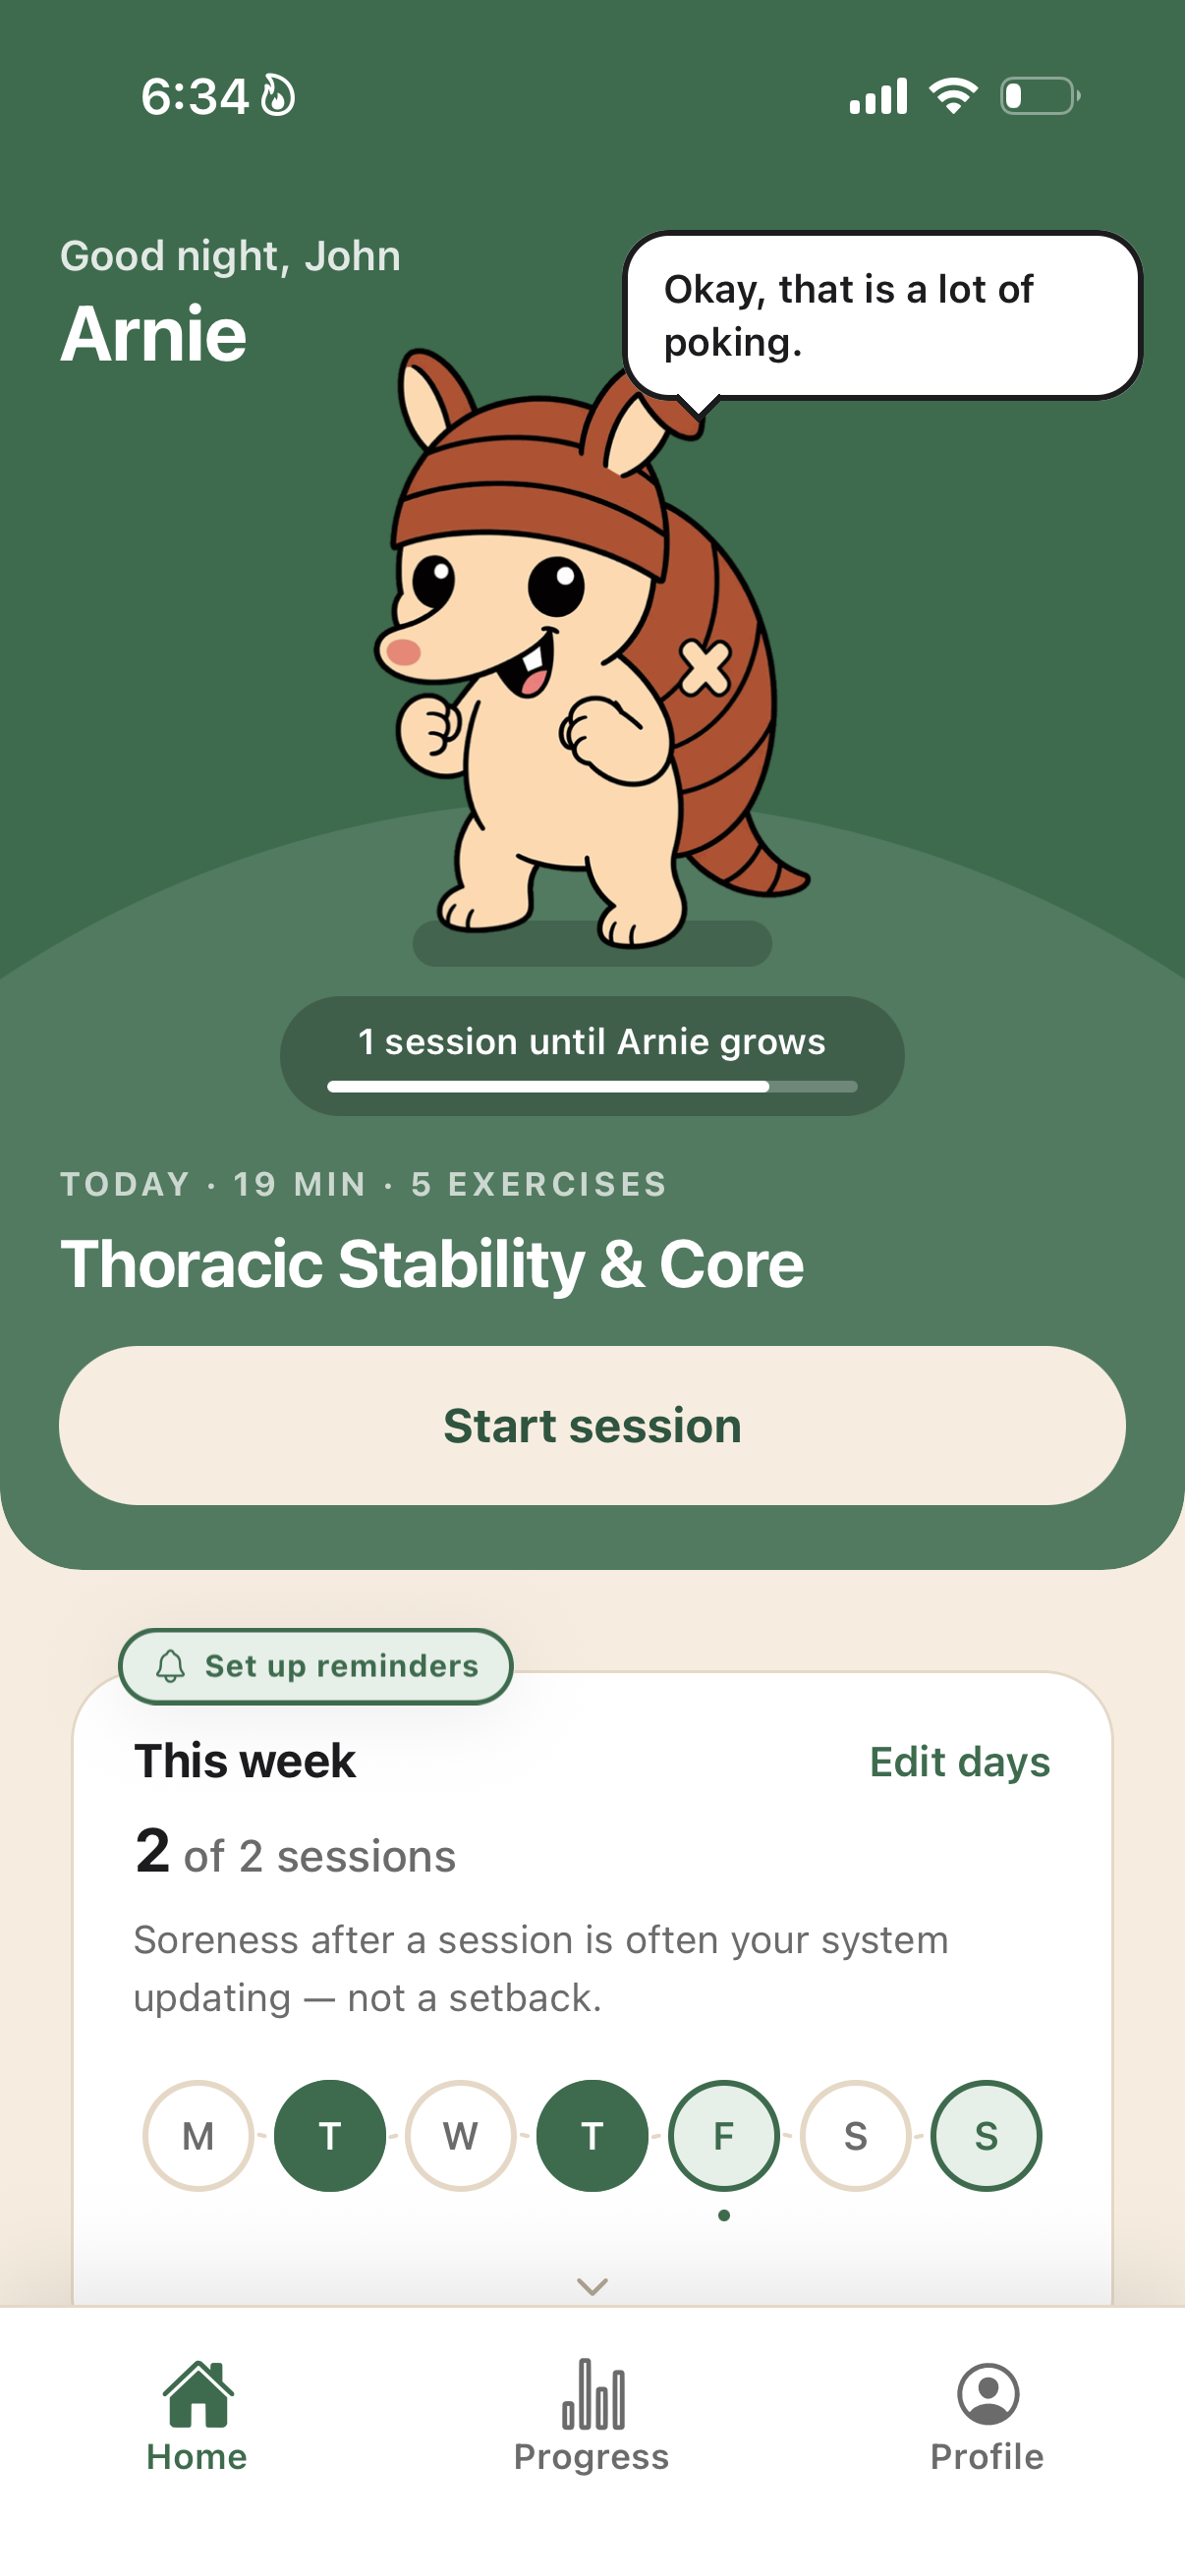 6:34
Good night, John
Arnie
Okay, that is a lot of
poking.
1 session until Arnie grows
TODAY · 19 MIN · 5 EXERCISES
Thoracic Stability & Core
Start session
Set up reminders
This week
Edit days
2 of 2 sessions
Soreness after a session is often your system
updating — not a setback.
M T W T F S S
Home Progress Profile